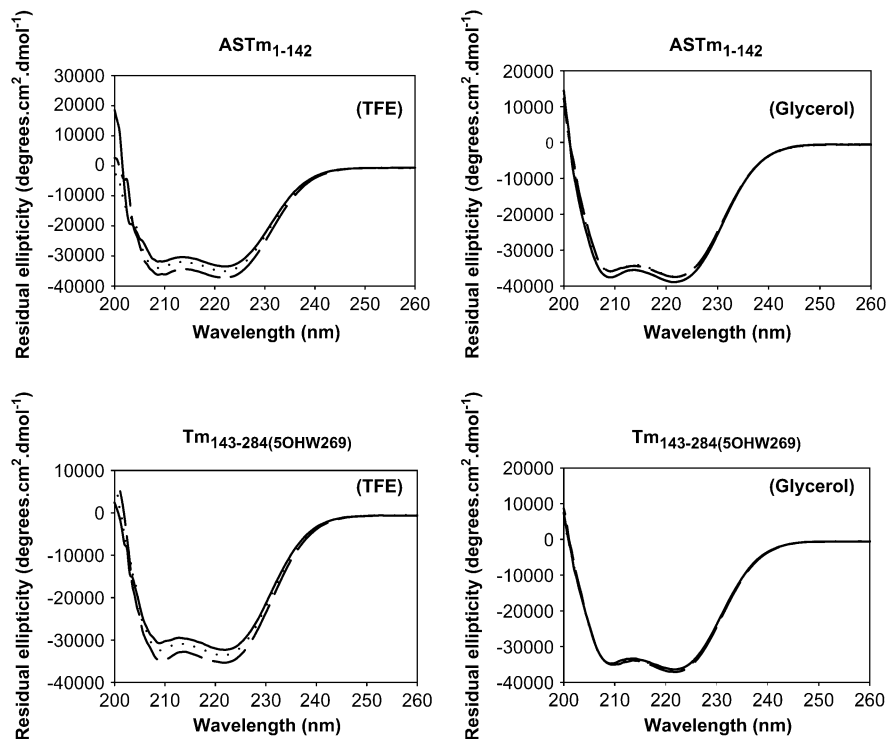 ASTm1-142
(TFE)
Residual ellipticity (degrees.cm2.dmol-1)
30000
20000
10000
0
-10000
-20000
-30000
-40000
200 210 220 230 240 250 260
Wavelength (nm)
ASTm1-142
(Glycerol)
Residual ellipticity (degrees.cm2.dmol-1)
20000
10000
0
-10000
-20000
-30000
-40000
200 210 220 230 240 250 260
Wavelength (nm)
Tm143-284(5OHW269)
(TFE)
Residual ellipticity (degrees.cm2.dmol-1)
10000
0
-10000
-20000
-30000
-40000
200 210 220 230 240 250 260
Wavelength (nm)
Tm143-284(5OHW269)
(Glycerol)
Residual ellipticity (degrees.cm2.dmol-1)
20000
10000
0
-10000
-20000
-30000
-40000
200 210 220 230 240 250 260
Wavelength (nm)